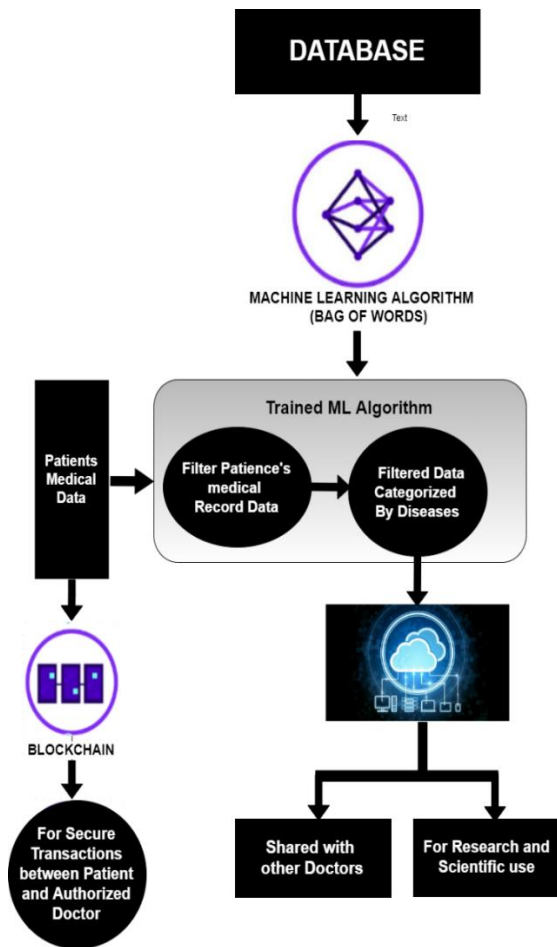 DATABASE
Text
MACHINE LEARNING ALGORITHM
(BAG OF WORDS)
Trained ML Algorithm
Patients
Medical
Data
Filter Patience's
medical
Record Data
Filtered Data
Categorized
By Diseases
BLOCKCHAIN
For Secure
Transactions
between Patient
and Authorized
Doctor
Shared with
other Doctors
For Research and
Scientific use